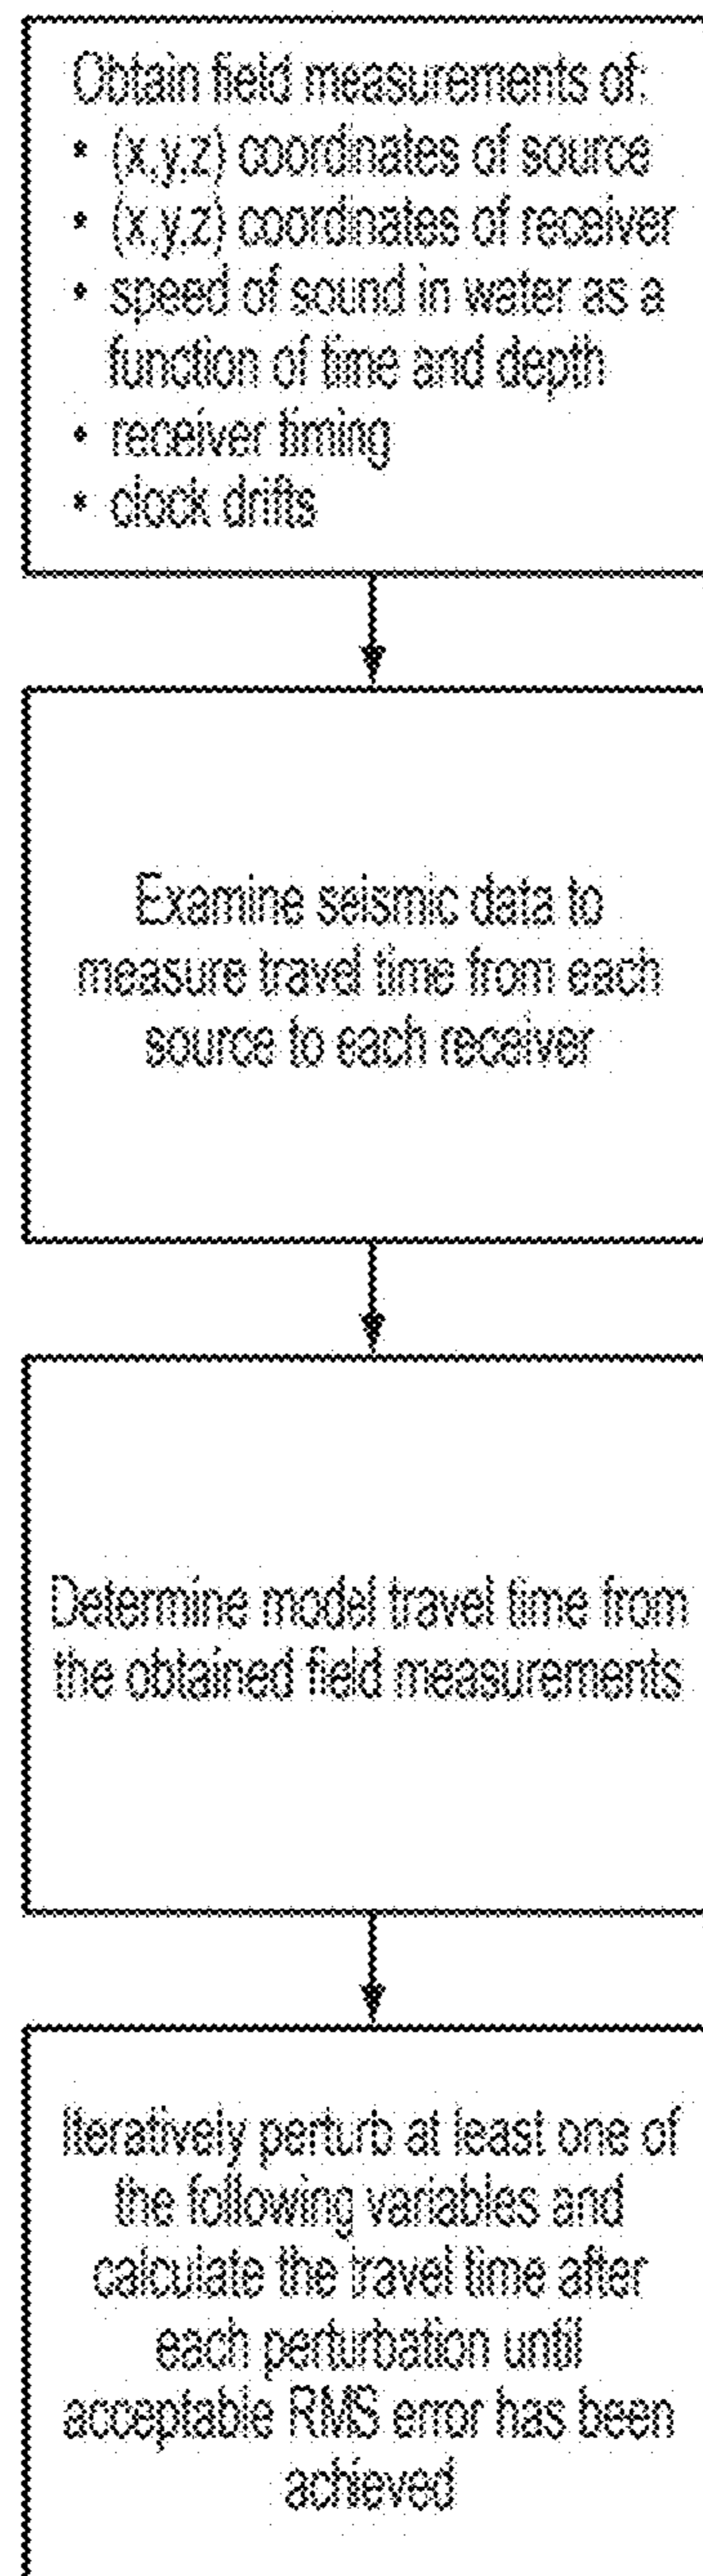 Obtain field measurements of:
• (x,y,z) coordinates of source
• (x,y,z) coordinates of receiver
• speed of sound in water as a
function of time and depth
• receiver timing
• clock drifts
Examine seismic data to
measure travel time from each
source to each receiver
Determine model travel time from
the obtained field measurements
Iteratively perturb at least one of
the following variables and
calculate the travel time after
each perturbation until
acceptable RMS error has been
achieved